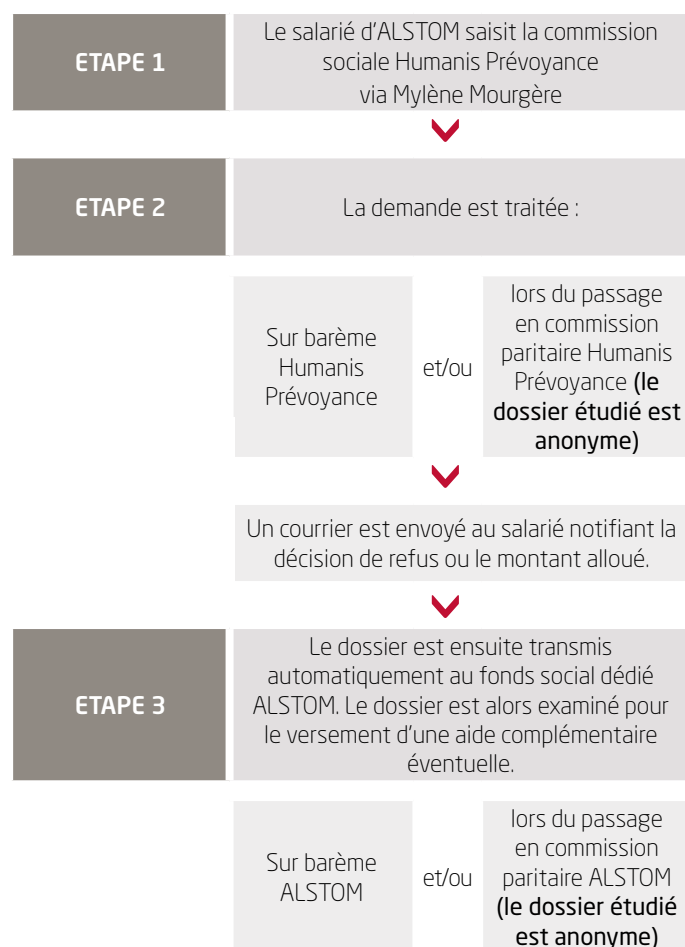 ETAPE 1
Le salarié d'ALSTOM saisit la commission
sociale Humanis Prévoyance
via Mylène Mourgère
ETAPE 2
La demande est traitée :
Sur barème
Humanis
Prévoyance
et/ou
lors du passage
en commission
paritaire Humanis
Prévoyance (le
dossier étudié est
anonyme)
Un courrier est envoyé au salarié notifiant la
décision de refus ou le montant alloué.
ETAPE 3
Le dossier est ensuite transmis
automatiquement au fonds social dédié
ALSTOM. Le dossier est alors examiné pour
le versement d'une aide complémentaire
éventuelle.
Sur barème
ALSTOM
et/ou
lors du passage
en commission
paritaire ALSTOM
(le dossier étudié
est anonyme)